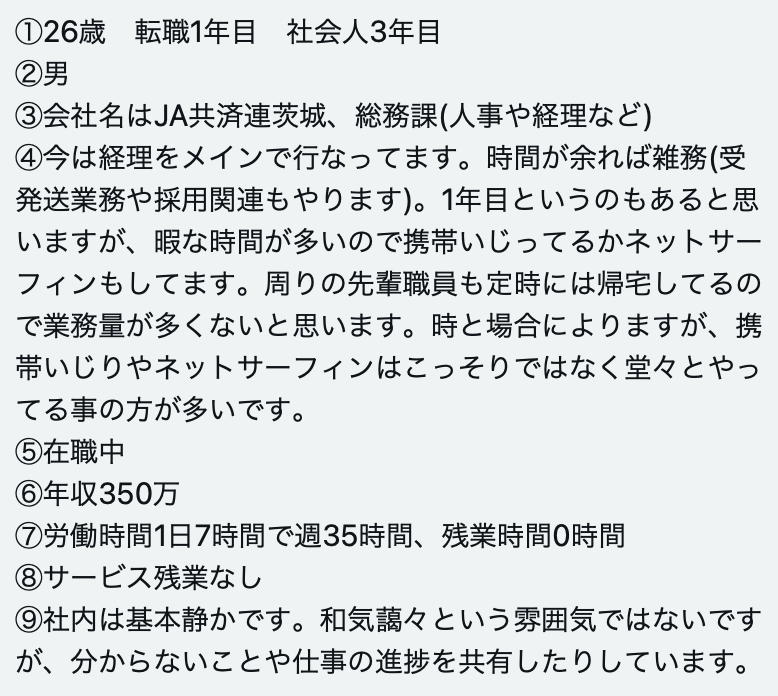 ①26歳　転職1年目　社会人3年目
②男
③会社名はJA共済連茨城、総務課(人事や経理など)
④今は経理をメインで行なってます。時間が余れば雑務(受
発送業務や採用関連もやります)。1年目というのもあると思
いますが、暇な時間が多いので携帯いじってるかネットサー
フィンもしてます。周りの先輩職員も定時には帰宅してるの
で業務量が多くないと思います。時と場合によりますが、携
帯いじりやネットサーフィンはこっそりではなく堂々とやっ
てる事の方が多いです。
⑤在職中
⑥年収350万
⑦労働時間1日7時間で週35時間、残業時間0時間
⑧サービス残業なし
⑨社内は基本静かです。和気藹々という雰囲気ではないです
が、分からないことや仕事の進捗を共有したりしています。